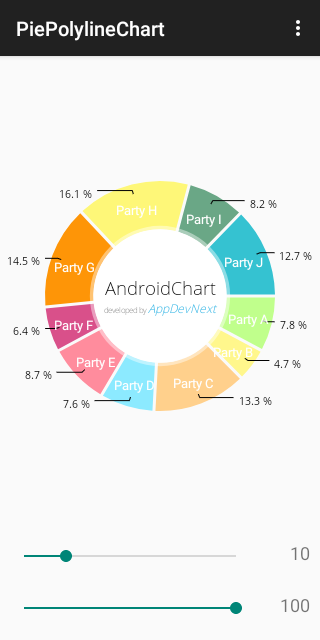 PiePolylineChart
16.1 %
Party H
8.2 %
Party I
14.5 %
Party G
12.7 %
Party J
AndroidChart
developed by AppDevNext
6.4 %
Party F
7.8 %
Party A
8.7 %
Party E
4.7 %
Party B
7.6 %
Party D
13.3 %
Party C
10
100